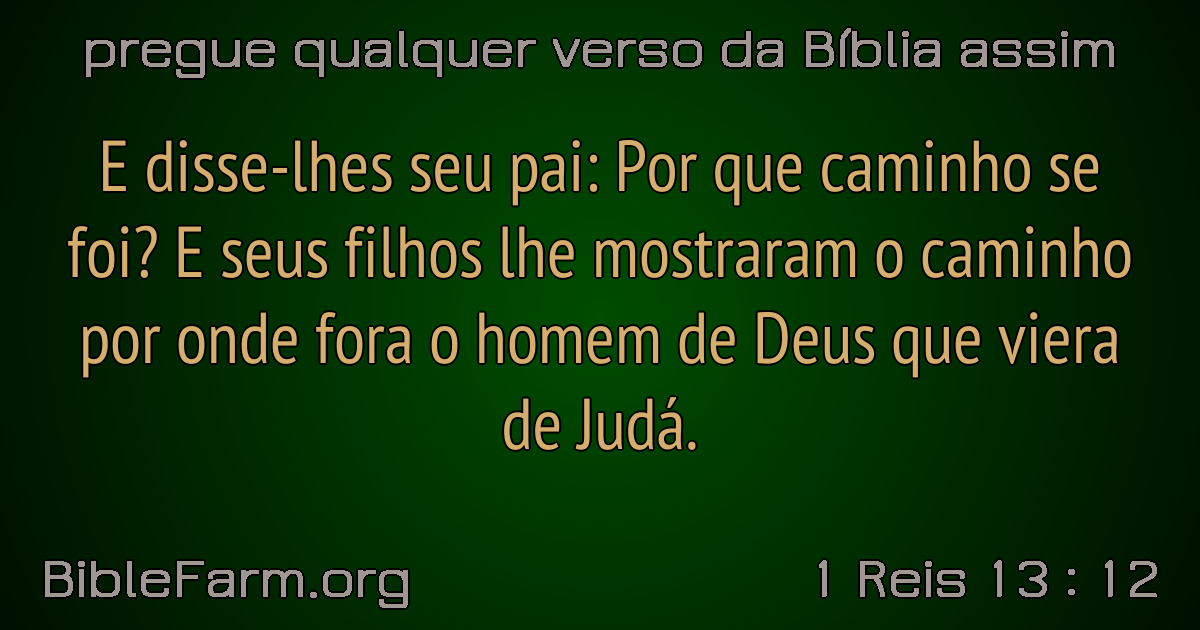 pregue qualquer verso da Bíblia assim
E disse-lhes seu pai: Por que caminho se
foi? E seus filhos lhe mostraram o caminho
por onde fora o homem de Deus que viera
de Judá.
BibleFarm.org
1 Reis 13 : 12